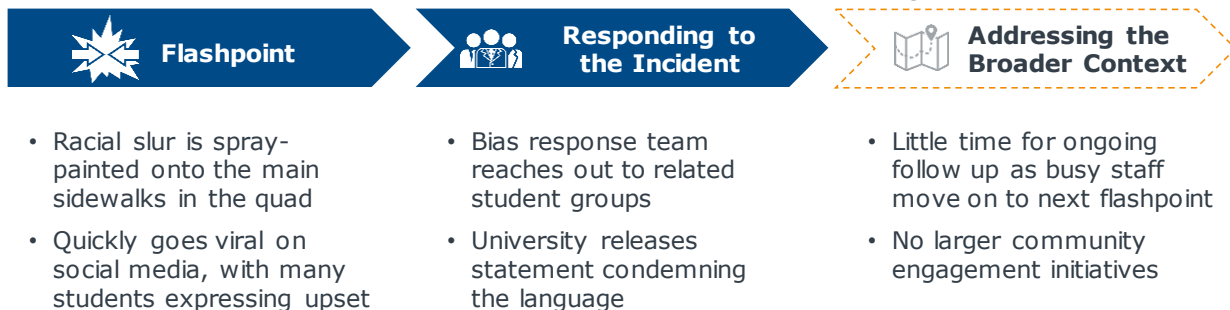 Flashpoint
Responding to
the Incident
Addressing the
Broader Context
• Racial slur is spray-
painted onto the main
sidewalks in the quad
• Quickly goes viral on
social media, with many
students expressing upset
• Bias response team
reaches out to related
student groups
• University releases
statement condemning
the language
• Little time for ongoing
follow up as busy staff
move on to next flashpoint
• No larger community
engagement initiatives